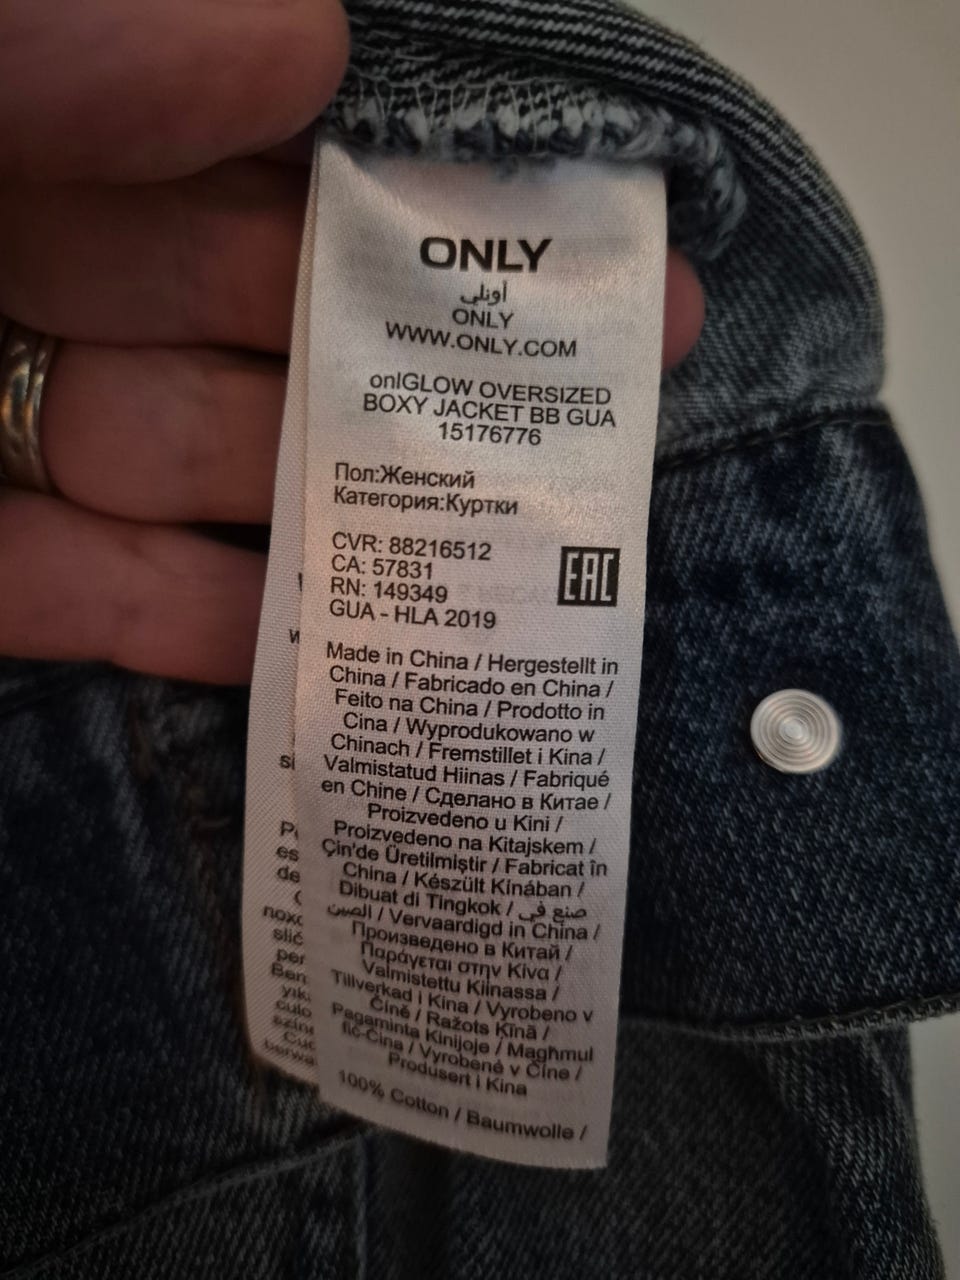 ONLY
أونلي
ONLY
WWW.ONLY.COM
onlGLOW OVERSIZED
BOXY JACKET BB GUA
15176776
Пол:Женский
Категория:Куртки
CVR: 88216512
CA: 57831
RN: 149349
GUA - HLA 2019
EAC
Made in China / Hergestellt in
China / Fabricado en China /
Feito na China / Prodotto in
Cina / Wyprodukowano w
Chinach / Fremstillet i Kina /
Valmistatud Hiinas / Fabriqué
en Chine / Сделано в Китае /
Proizvedeno u Kini /
Proizvedeno na Kitajskem /
Çin'de Üretilmiştir / Fabricat în
China / Készült Kínában /
Dibuat di Tingkok / صنع في
الصين / Vervaardigd in China /
Произведено в Китай /
Παράγεται στην Κίνα /
Valmistettu Kiinassa /
Tillverkad i Kina / Vyrobeno v
Číně / Ražots Ķīnā /
Pagaminta Kinijoje / Magħmul
fiċ-Ċina / Vyrobené v Číne /
Produsert i Kina
100% Cotton / Baumwolle /